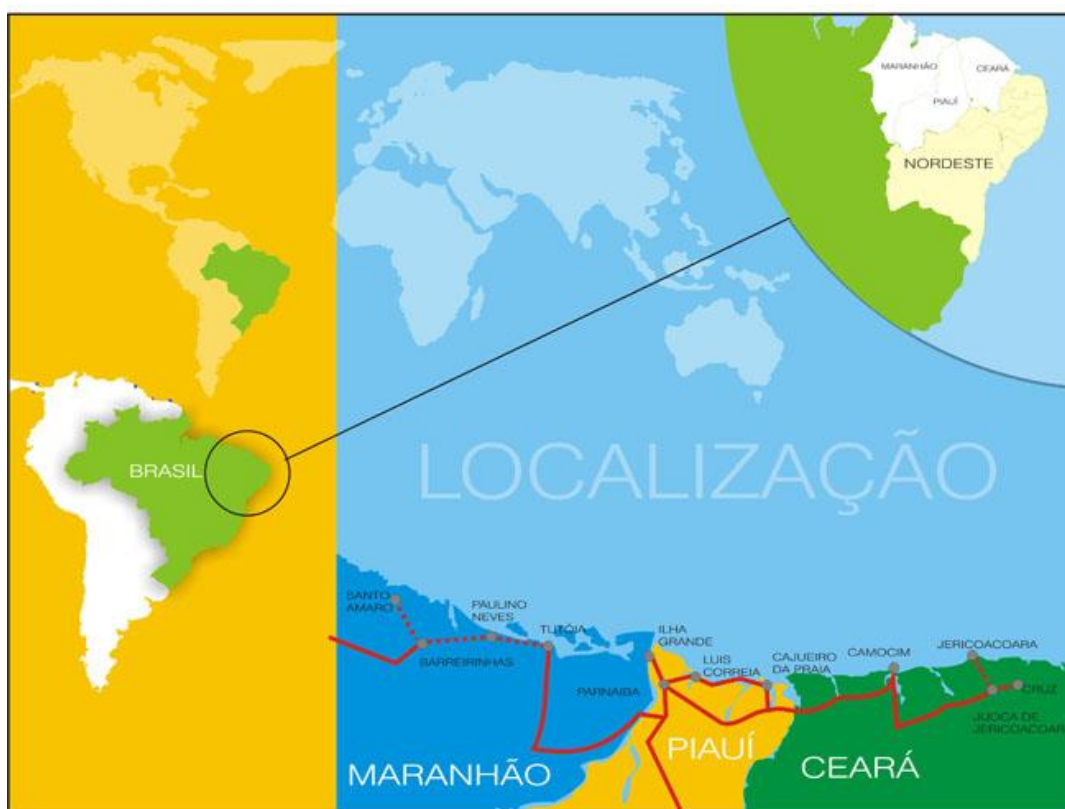 MARANHÃO
CEARÁ
PIAUÍ
NORDESTE
BRASIL
LOCALIZAÇÃO
SANTO
AMARO
PAULINO
NEVES
TUTÓIA
BARREIRINHAS
ILHA
GRANDE
LUIS
CORREIA
CAJUEIRO
DA PRAIA
CAMOCIM
JERICOACOARA
PARNAIBA
CRUZ
JIJOCA DE
JERICOACOARA
MARANHÃO
PIAUÍ
CEARÁ